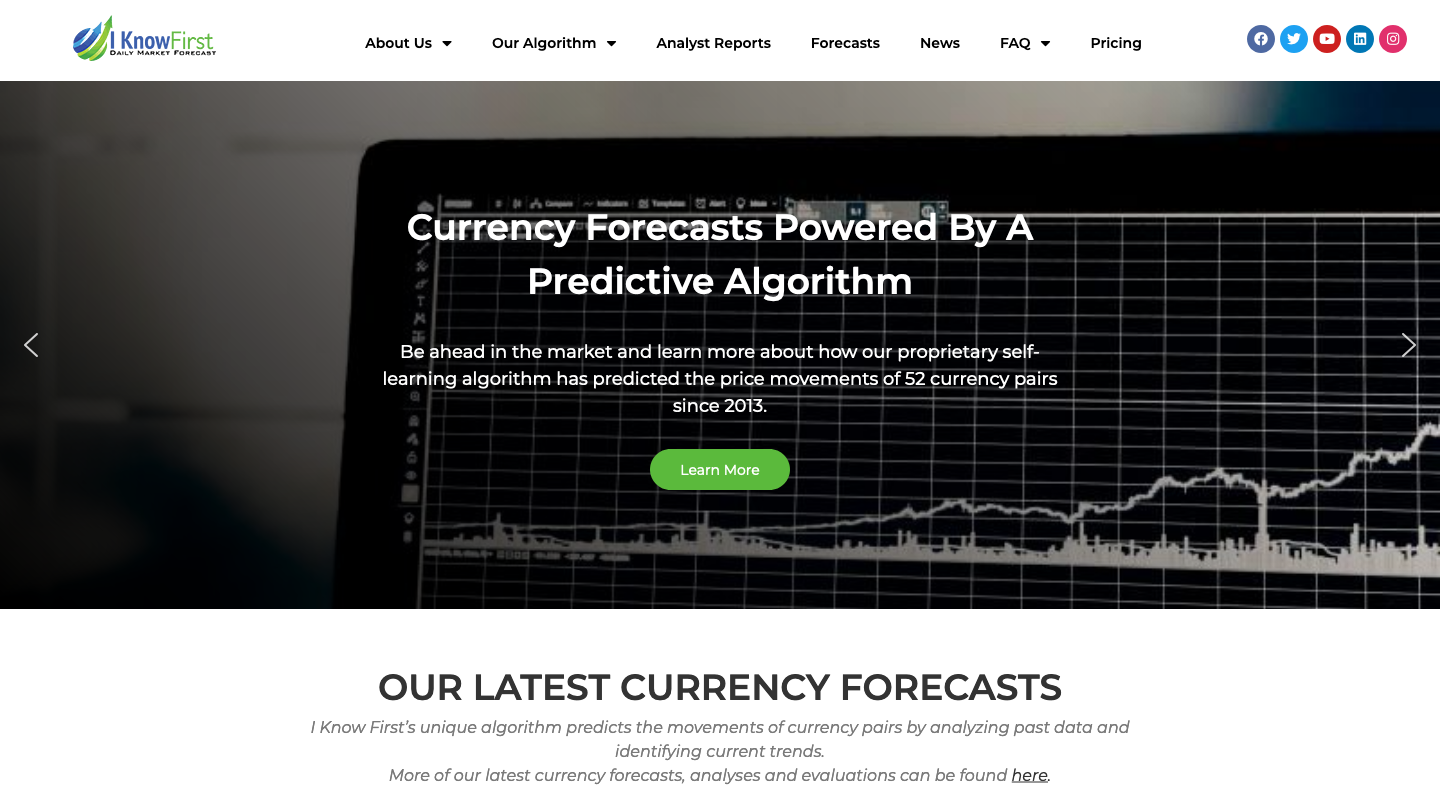 I KnowFirst
Daily Market Forecast
About Us
Our Algorithm
Analyst Reports
Forecasts
News
FAQ
Pricing
Compare
Indicators
Templates
Alert
Currency Forecasts Powered By A
Predictive Algorithm
Be ahead in the market and learn more about how our proprietary self-
learning algorithm has predicted the price movements of 52 currency pairs
since 2013.
Learn More
OUR LATEST CURRENCY FORECASTS
I Know First’s unique algorithm predicts the movements of currency pairs by analyzing past data and
identifying current trends.
More of our latest currency forecasts, analyses and evaluations can be found here.